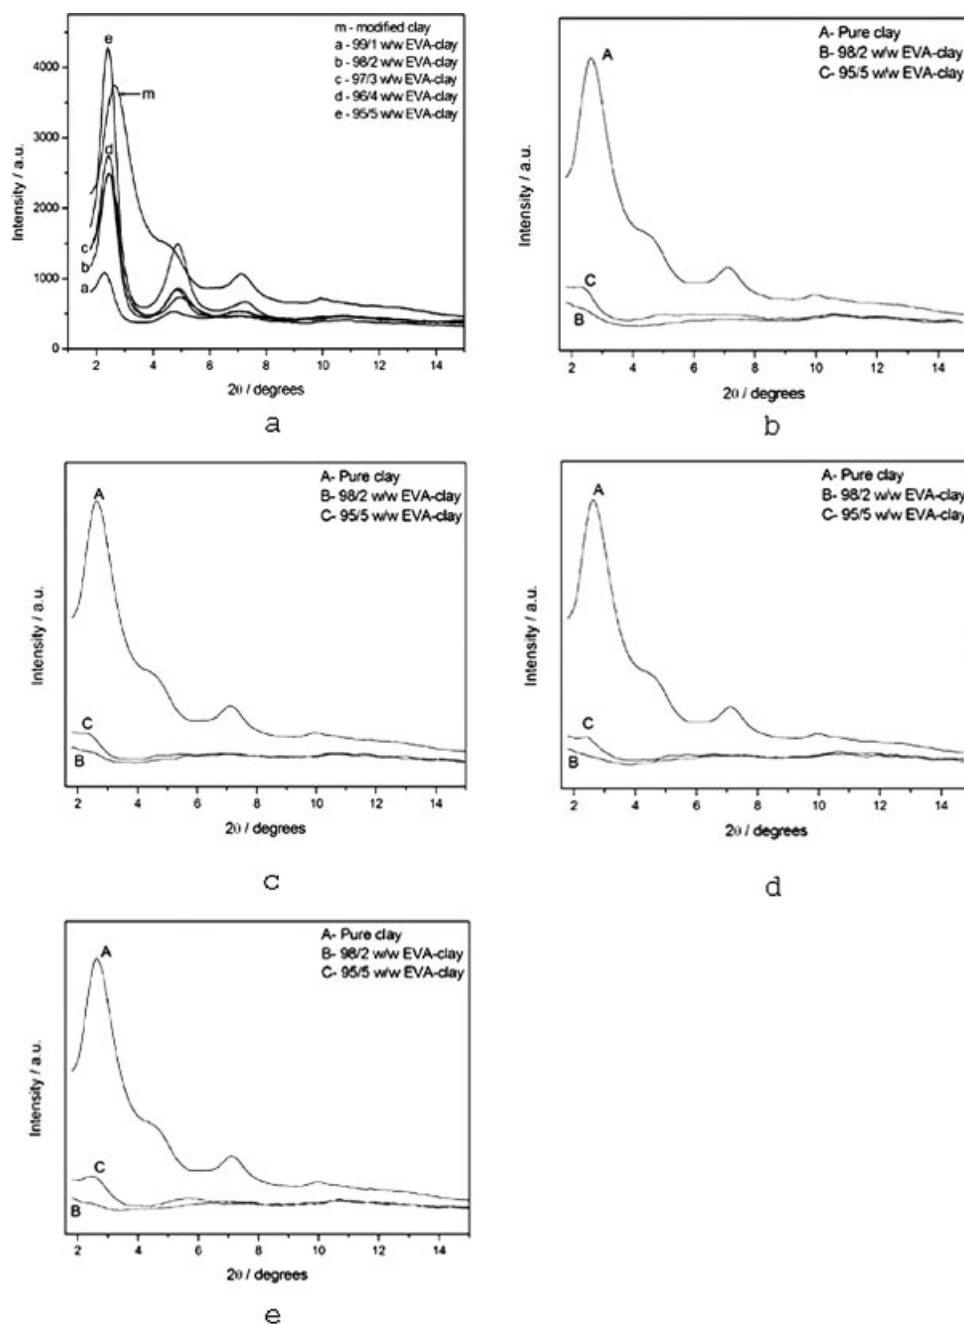 m - modified clay
a - 99/1 w/w EVA-clay
b - 98/2 w/w EVA-clay
c - 97/3 w/w EVA-clay
d - 96/4 w/w EVA-clay
e - 95/5 w/w EVA-clay
e
m
d
c
b
a
4000
3000
2000
1000
0
Intensity / a.u.
2 4 6 8 10 12 14
2θ / degrees
a
A- Pure clay
B- 98/2 w/w EVA-clay
C- 95/5 w/w EVA-clay
A
C
B
Intensity / a.u.
2 4 6 8 10 12 14
2θ / degrees
b
A- Pure clay
B- 98/2 w/w EVA-clay
C- 95/5 w/w EVA-clay
A
C
B
Intensity / a.u.
2 4 6 8 10 12 14
2θ / degrees
c
A- Pure clay
B- 98/2 w/w EVA-clay
C- 95/5 w/w EVA-clay
A
C
B
Intensity / a.u.
2 4 6 8 10 12 14
2θ / degrees
d
A- Pure clay
B- 98/2 w/w EVA-clay
C- 95/5 w/w EVA-clay
A
C
B
Intensity / a.u.
2 4 6 8 10 12 14
2θ / degrees
e